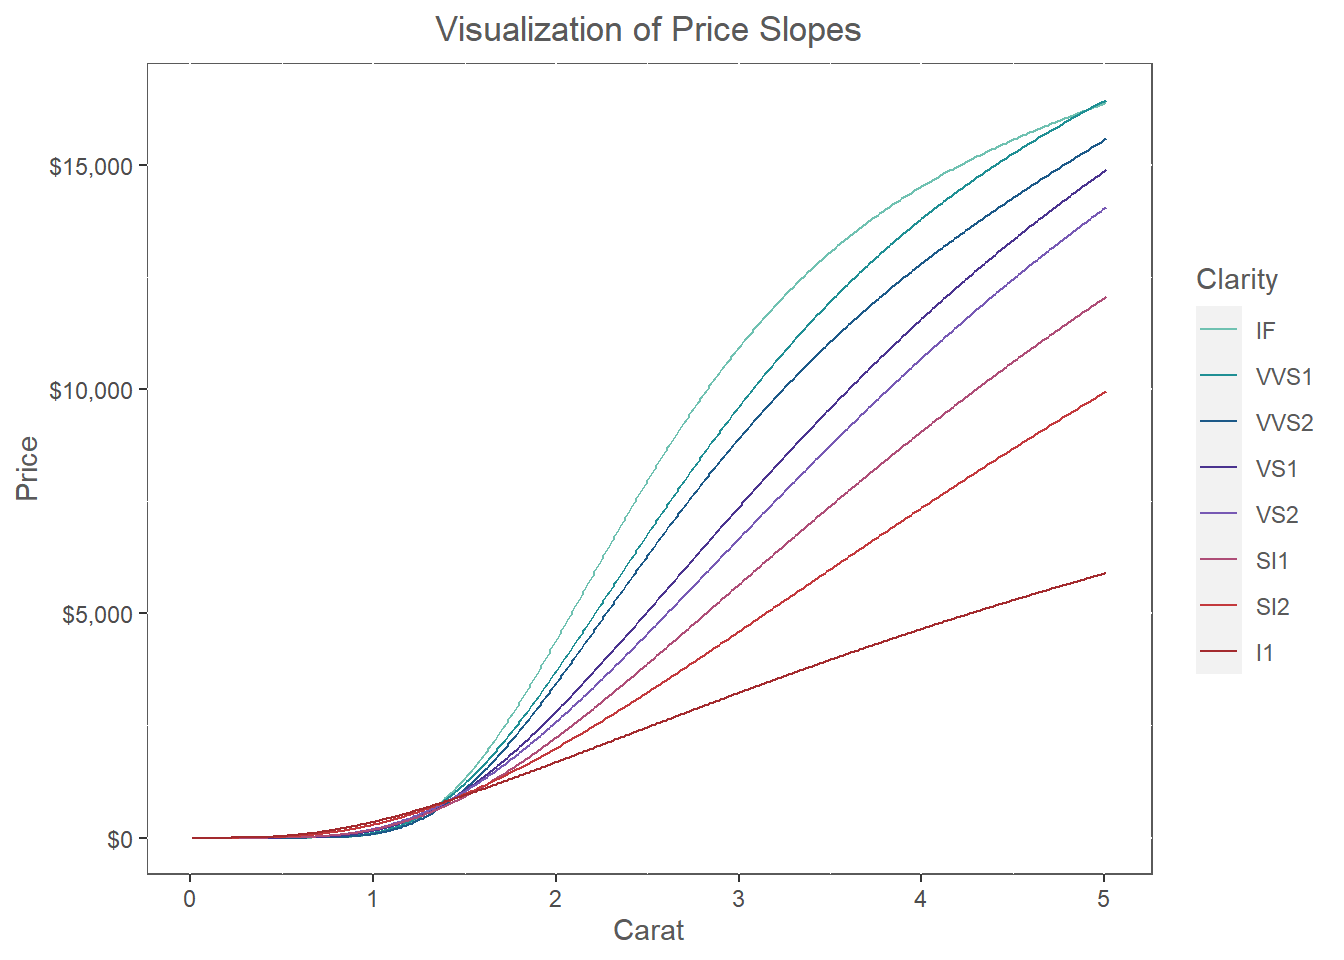 Visualization of Price Slopes
$15,000
$10,000
$5,000
$0
Price
0 1 2 3 4 5
Carat
Clarity
IF
VVS1
VVS2
VS1
VS2
SI1
SI2
I1